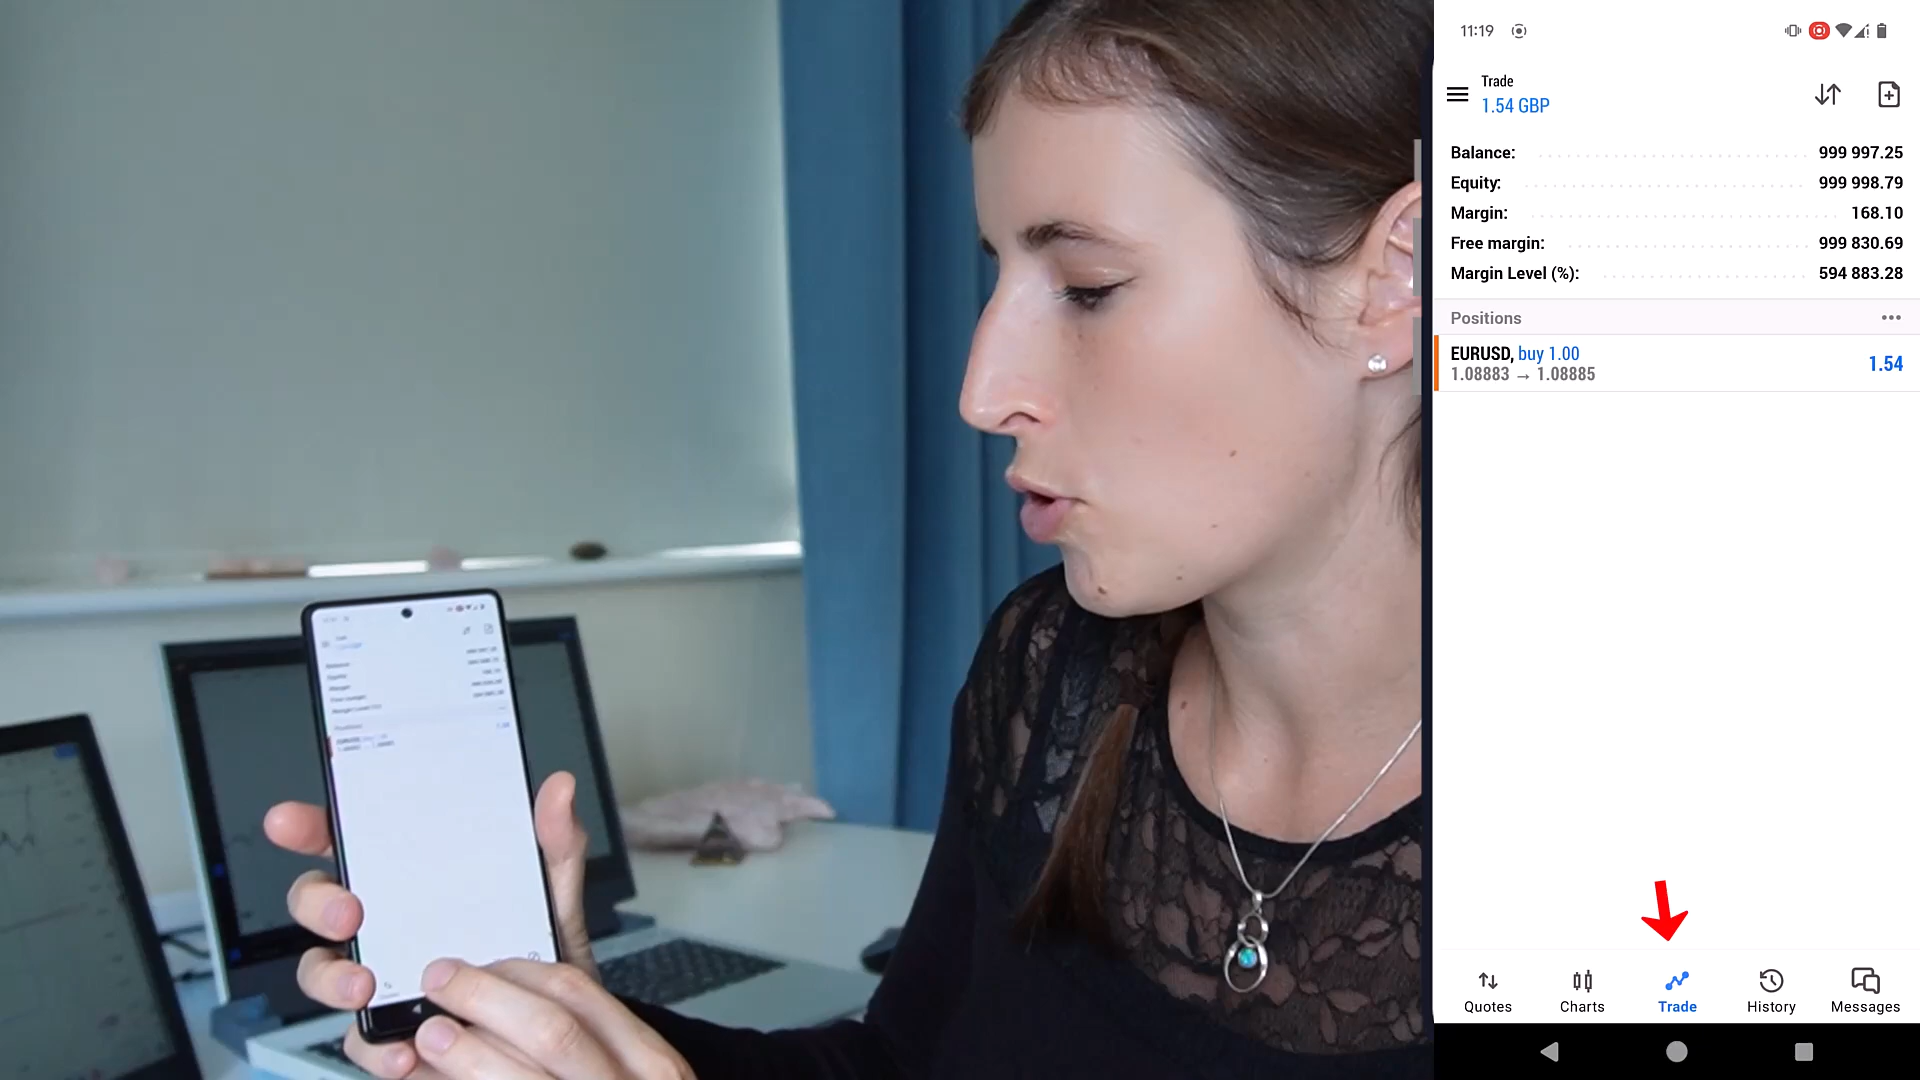 11:19
Trade
1.54 GBP
Balance: 999 997.25
Equity: 999 998.79
Margin: 168.10
Free margin: 999 830.69
Margin Level (%): 594 883.28
Positions
EURUSD, buy 1.00
1.08883 → 1.08885
1.54
Quotes
Charts
Trade
History
Messages